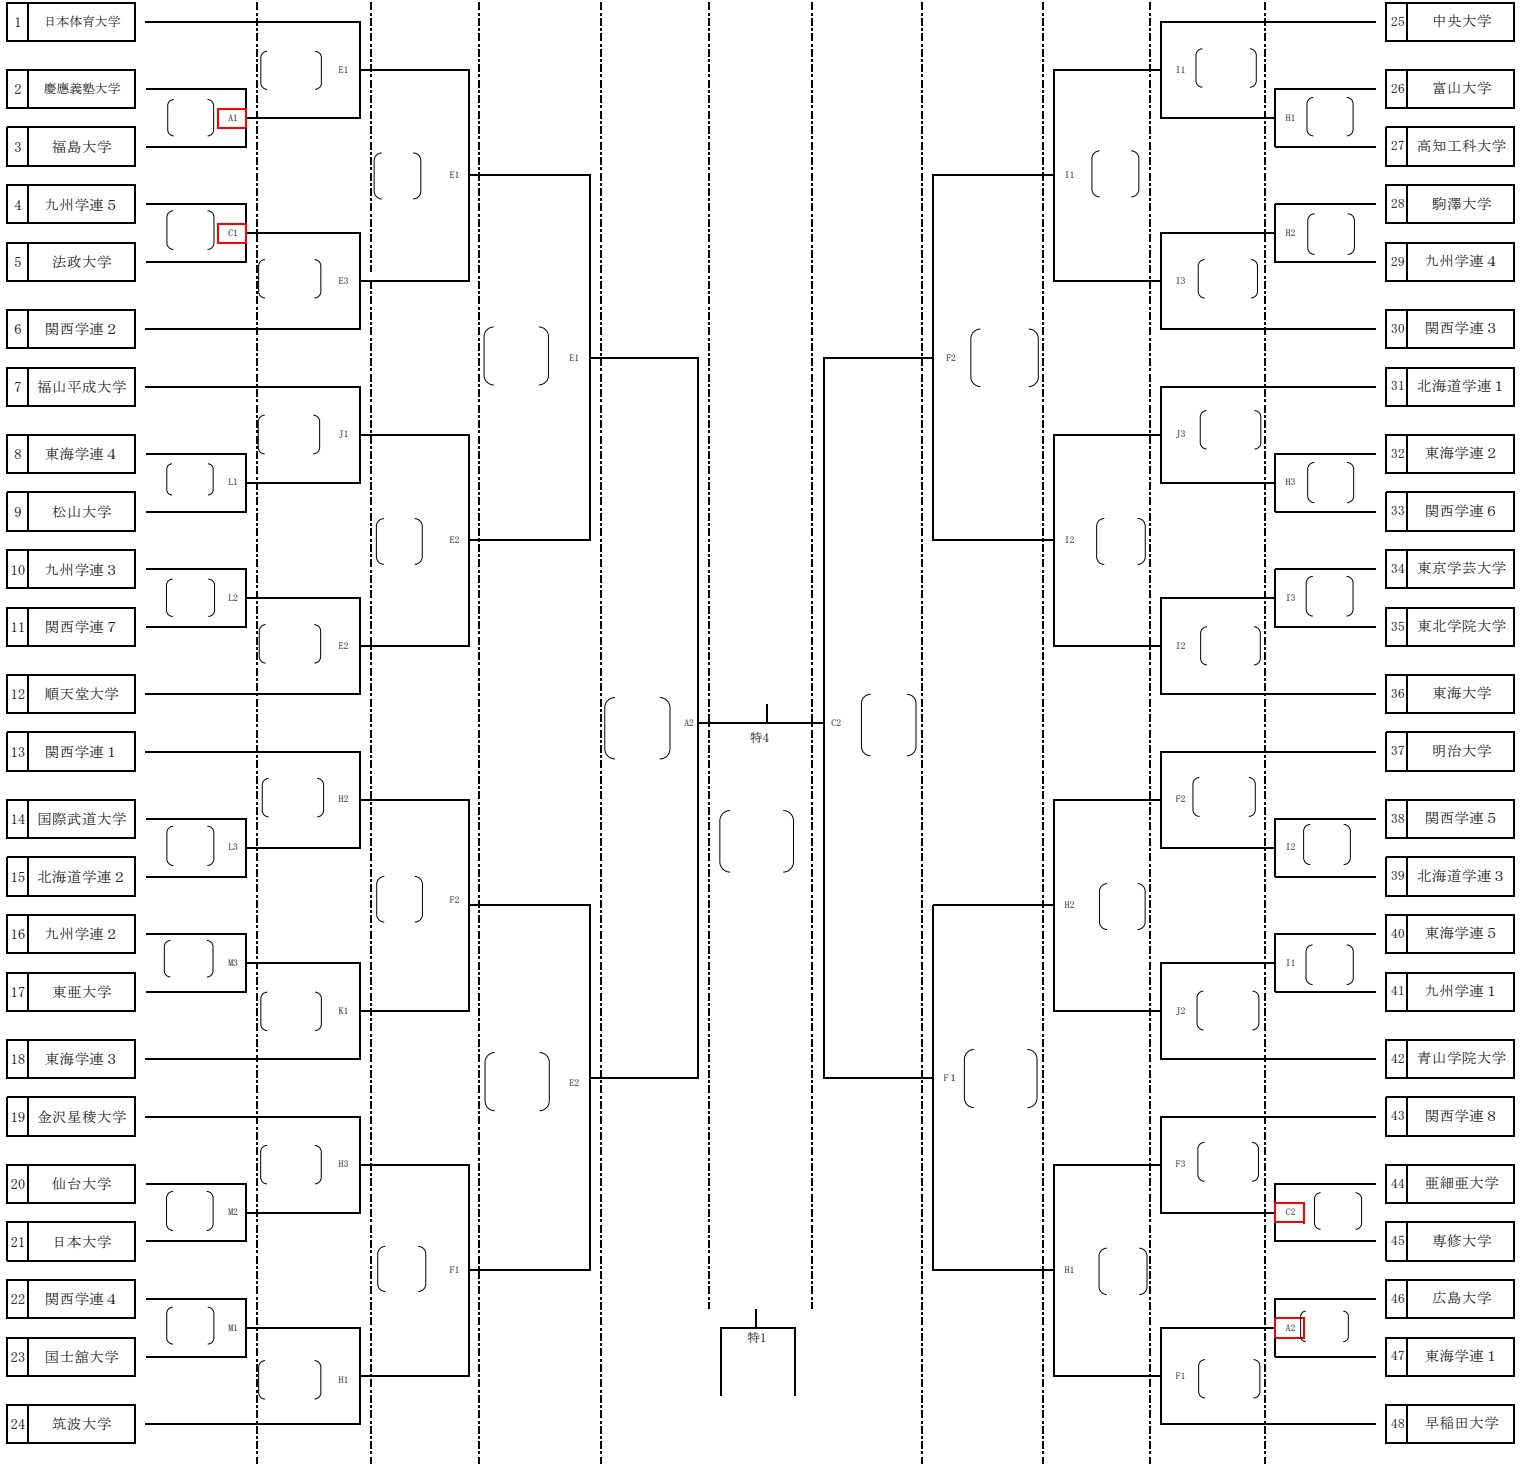 1 日本体育大学
2 慶應義塾大学
3 福島大学
4 九州学連５
5 法政大学
6 関西学連２
7 福山平成大学
8 東海学連４
9 松山大学
10 九州学連３
11 関西学連７
12 順天堂大学
13 関西学連１
14 国際武道大学
15 北海道学連２
16 九州学連２
17 東亜大学
18 東海学連３
19 金沢星稜大学
20 仙台大学
21 日本大学
22 関西学連４
23 国士舘大学
24 筑波大学
A1
C1
L1
L2
L3
M3
M2
M1
E1
E3
J1
E2
H2
K1
H3
H1
E1
E2
F2
F1
E1
E2
A2
特4
特1
C2
F2
F1
I1
I2
H2
H1
I1
I3
J3
I2
F2
J2
F3
F1
H1
H2
H3
I3
I2
I1
C2
A2
25 中央大学
26 富山大学
27 高知工科大学
28 駒澤大学
29 九州学連４
30 関西学連３
31 北海道学連１
32 東海学連２
33 関西学連６
34 東京学芸大学
35 東北学院大学
36 東海大学
37 明治大学
38 関西学連５
39 北海道学連３
40 東海学連５
41 九州学連１
42 青山学院大学
43 関西学連８
44 亜細亜大学
45 専修大学
46 広島大学
47 東海学連１
48 早稲田大学